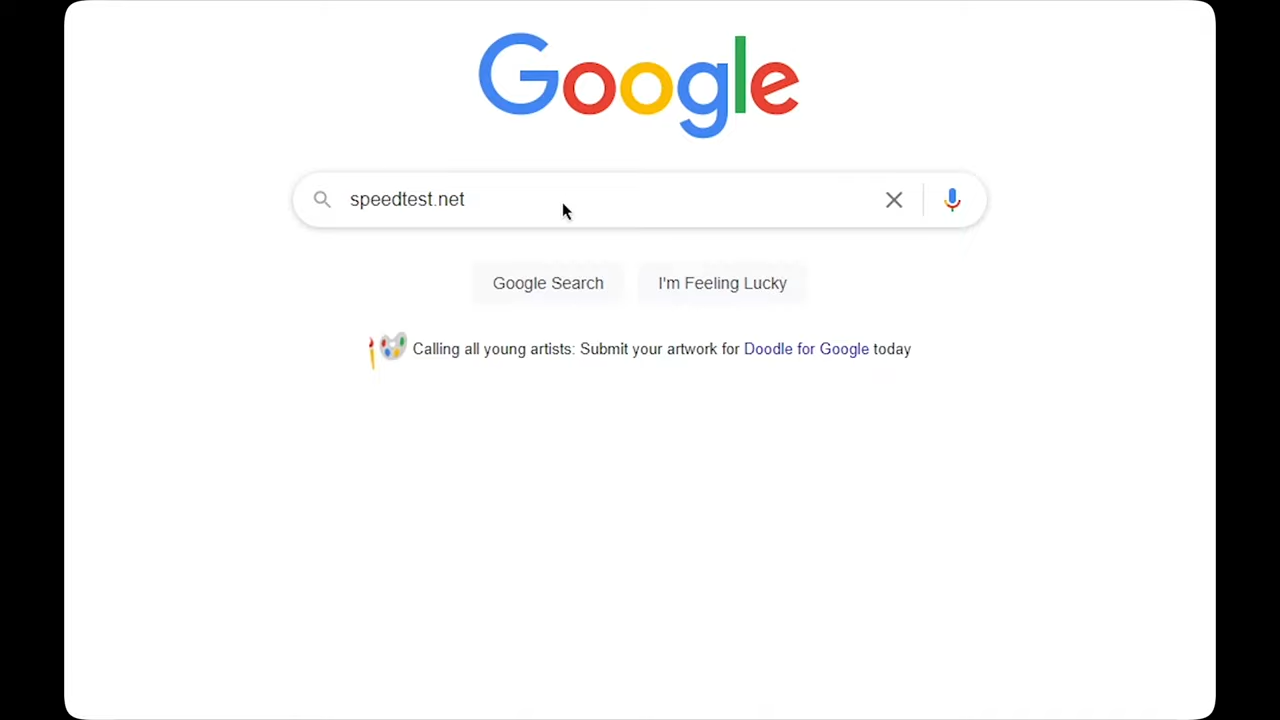 Google
speedtest.net
Google Search
I'm Feeling Lucky
Calling all young artists: Submit your artwork for Doodle for Google today